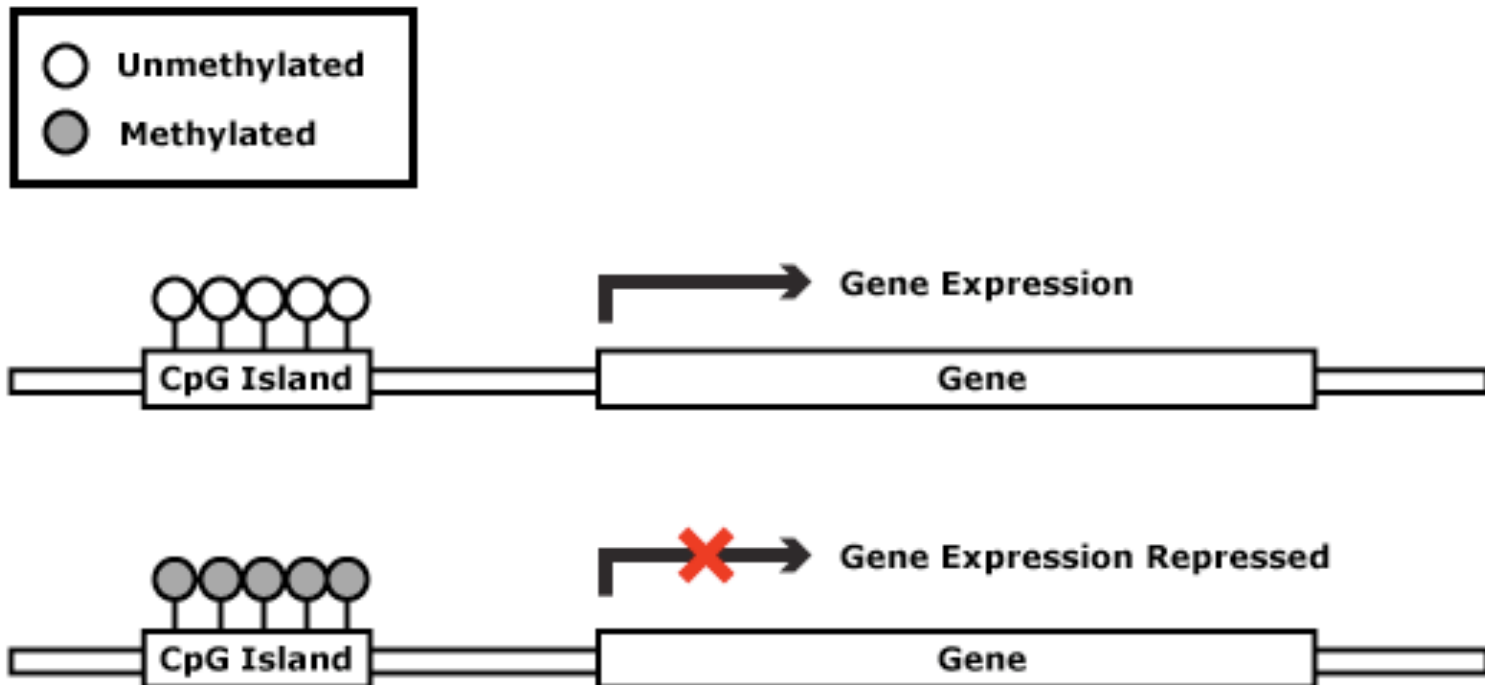 Unmethylated
Methylated
Gene Expression
CpG Island
Gene
Gene Expression Repressed
CpG Island
Gene